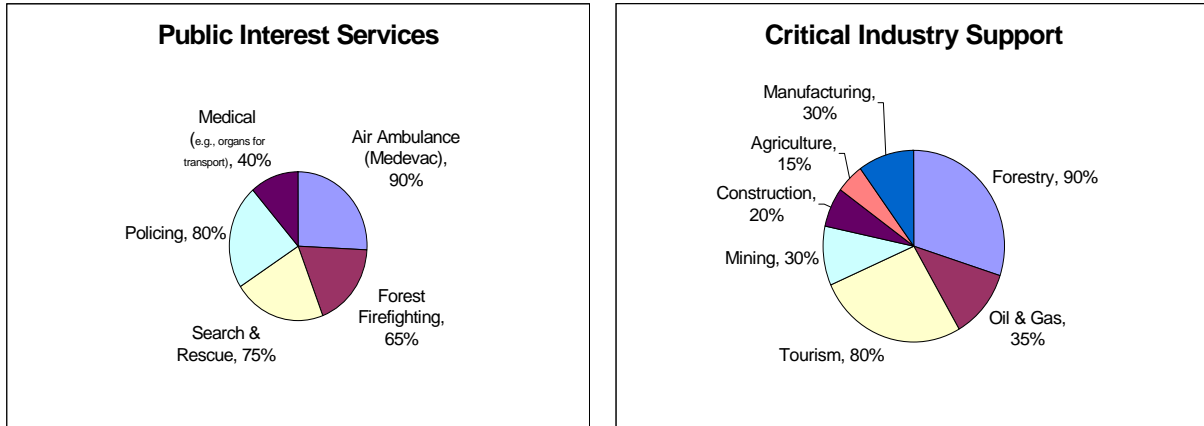 Public Interest Services
Medical
(e.g., organs for
transport), 40%
Air Ambulance
(Medevac),
90%
Policing, 80%
Forest
Firefighting,
65%
Search &
Rescue, 75%
Critical Industry Support
Manufacturing,
30%
Agriculture,
15%
Forestry, 90%
Construction,
20%
Mining, 30%
Oil & Gas,
35%
Tourism, 80%